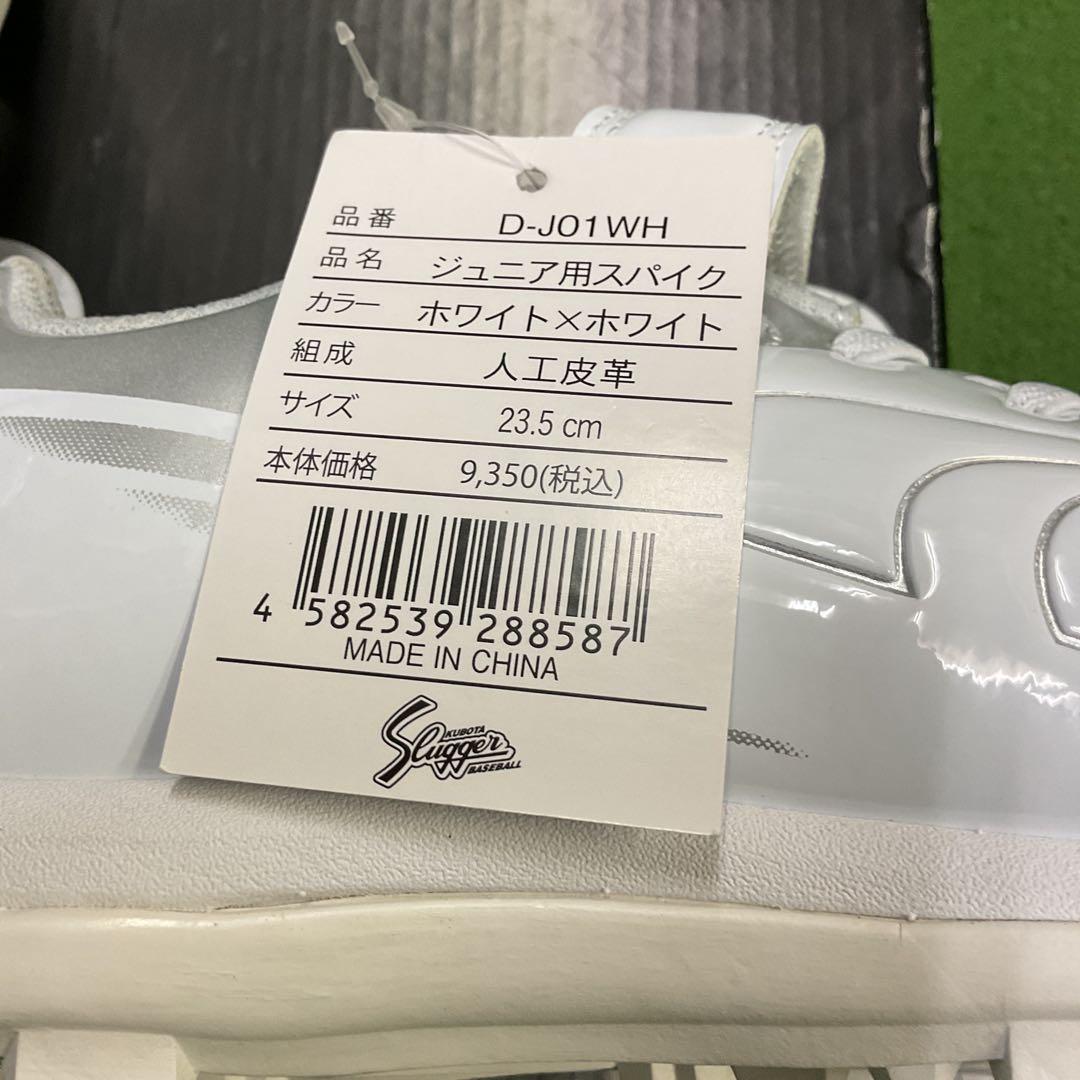 品番 D-J01WH
品名 ジュニア用スパイク
カラー ホワイト×ホワイト
組成 人工皮革
サイズ 23.5 cm
本体価格 9,350(税込)
4 582539 288587
MADE IN CHINA
KUBOTA
Slugger
BASEBALL